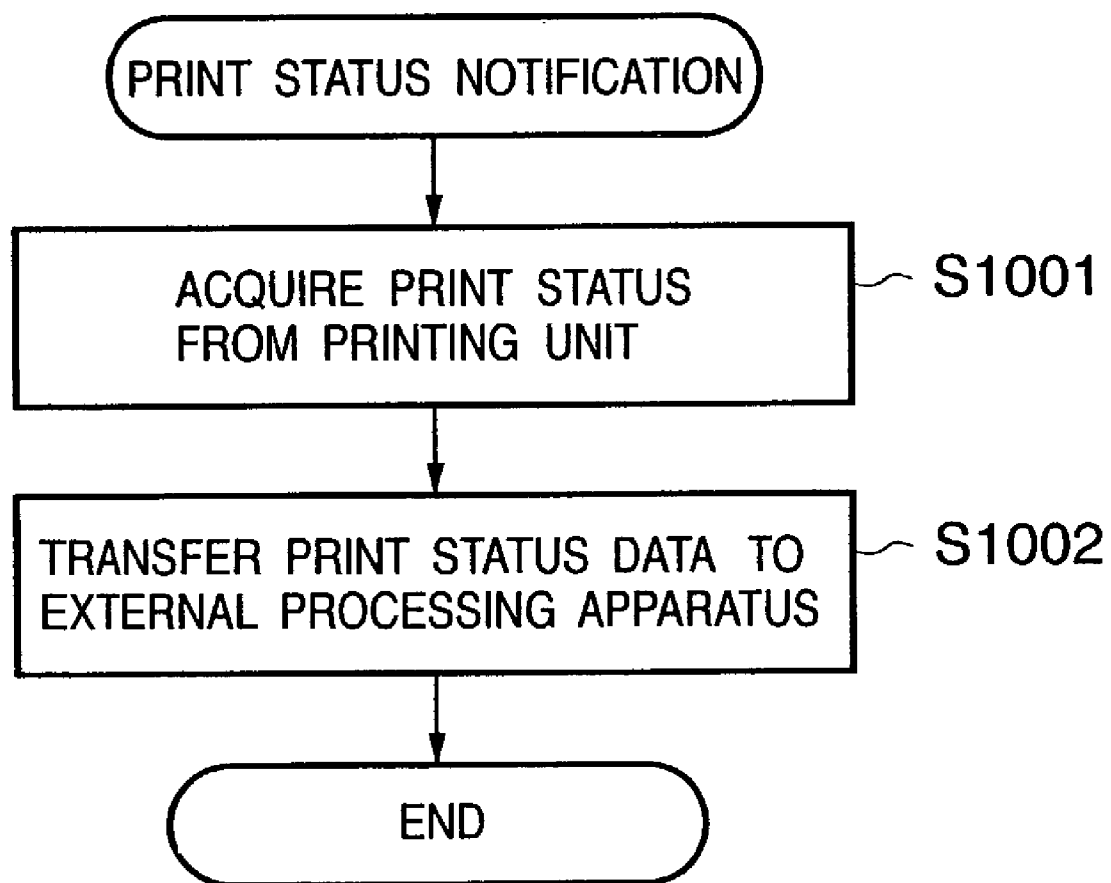 PRINT STATUS NOTIFICATION
ACQUIRE PRINT STATUS
FROM PRINTING UNIT
S1001
TRANSFER PRINT STATUS DATA TO
EXTERNAL PROCESSING APPARATUS
S1002
END